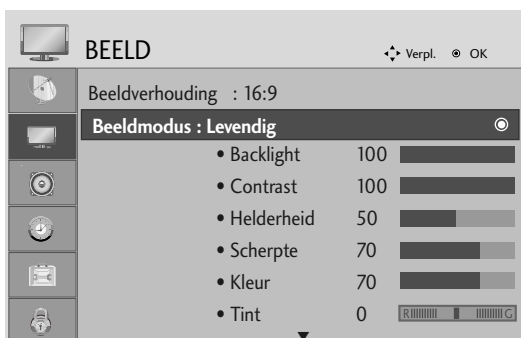 BEELD
Verpl. OK
Beeldverhouding : 16:9
Beeldmodus : Levendig
• Backlight 100
• Contrast 100
• Helderheid 50
• Scherpte 70
• Kleur 70
• Tint 0 R G